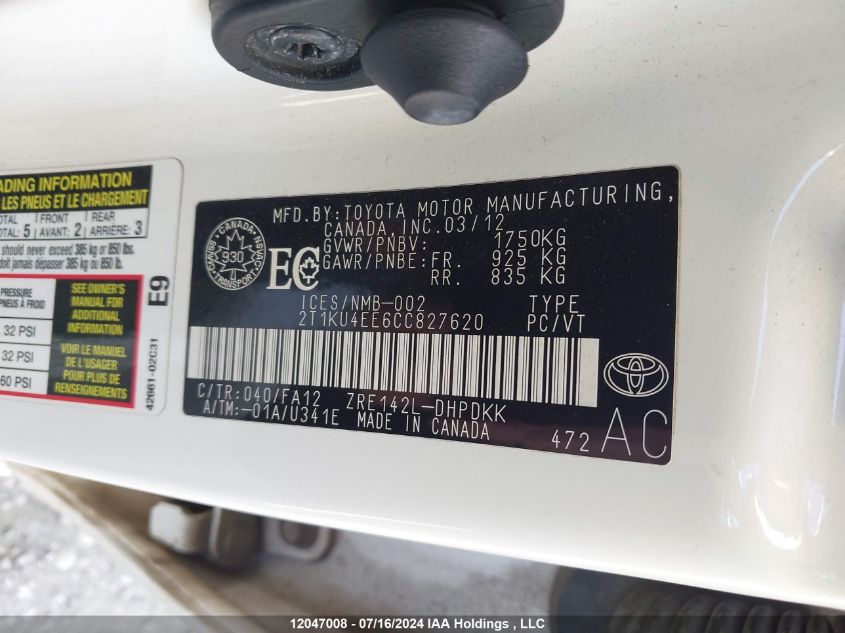 ADING INFORMATION
LES PNEUS ET LE CHARGEMENT
OTAL FRONT REAR
OTAL: 5 AVANT: 2 ARRIÈRE: 3
should never exceed 385 kg or 850 lbs.
doit jamais dépasser 385 kg ou 850 lb.
PRESSURE
PNEUS À FROID
32 PSI
32 PSI
60 PSI
SEE OWNER'S
MANUAL FOR
ADDITIONAL
INFORMATION
VOIR LE MANUEL
DE L'USAGER
POUR PLUS DE
RENSEIGNEMENTS
E9
42661-02C31
CANADA
930
TRANSPORT
EC
MFD.BY:TOYOTA MOTOR MANUFACTURING,
CANADA, INC.03/12
GVWR/PNBV: 1750KG
GAWR/PNBE:FR. 925 KG
RR. 835 KG
ICES/NMB-002 TYPE
2T1KU4EE6CC827620 PC/VT
C/TR:040/FA12 ZRE142L-DHPDKK
A/TM:-01A/U341E MADE IN CANADA
472 AC
12047008 - 07/16/2024 IAA Holdings , LLC